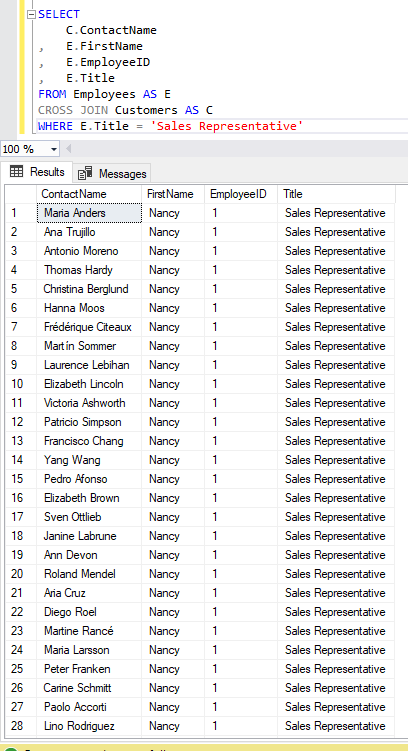 SELECT
C.ContactName
, E.FirstName
, E.EmployeeID
, E.Title
FROM Employees AS E
CROSS JOIN Customers AS C
WHERE E.Title = 'Sales Representative'
100 %
Results Messages
ContactName FirstName EmployeeID Title
1 Maria Anders Nancy 1 Sales Representative
2 Ana Trujillo Nancy 1 Sales Representative
3 Antonio Moreno Nancy 1 Sales Representative
4 Thomas Hardy Nancy 1 Sales Representative
5 Christina Berglund Nancy 1 Sales Representative
6 Hanna Moos Nancy 1 Sales Representative
7 Frédérique Citeaux Nancy 1 Sales Representative
8 Martín Sommer Nancy 1 Sales Representative
9 Laurence Lebihan Nancy 1 Sales Representative
10 Elizabeth Lincoln Nancy 1 Sales Representative
11 Victoria Ashworth Nancy 1 Sales Representative
12 Patricio Simpson Nancy 1 Sales Representative
13 Francisco Chang Nancy 1 Sales Representative
14 Yang Wang Nancy 1 Sales Representative
15 Pedro Afonso Nancy 1 Sales Representative
16 Elizabeth Brown Nancy 1 Sales Representative
17 Sven Ottlieb Nancy 1 Sales Representative
18 Janine Labrune Nancy 1 Sales Representative
19 Ann Devon Nancy 1 Sales Representative
20 Roland Mendel Nancy 1 Sales Representative
21 Aria Cruz Nancy 1 Sales Representative
22 Diego Roel Nancy 1 Sales Representative
23 Martine Rancé Nancy 1 Sales Representative
24 Maria Larsson Nancy 1 Sales Representative
25 Peter Franken Nancy 1 Sales Representative
26 Carine Schmitt Nancy 1 Sales Representative
27 Paolo Accorti Nancy 1 Sales Representative
28 Lino Rodriguez Nancy 1 Sales Representative